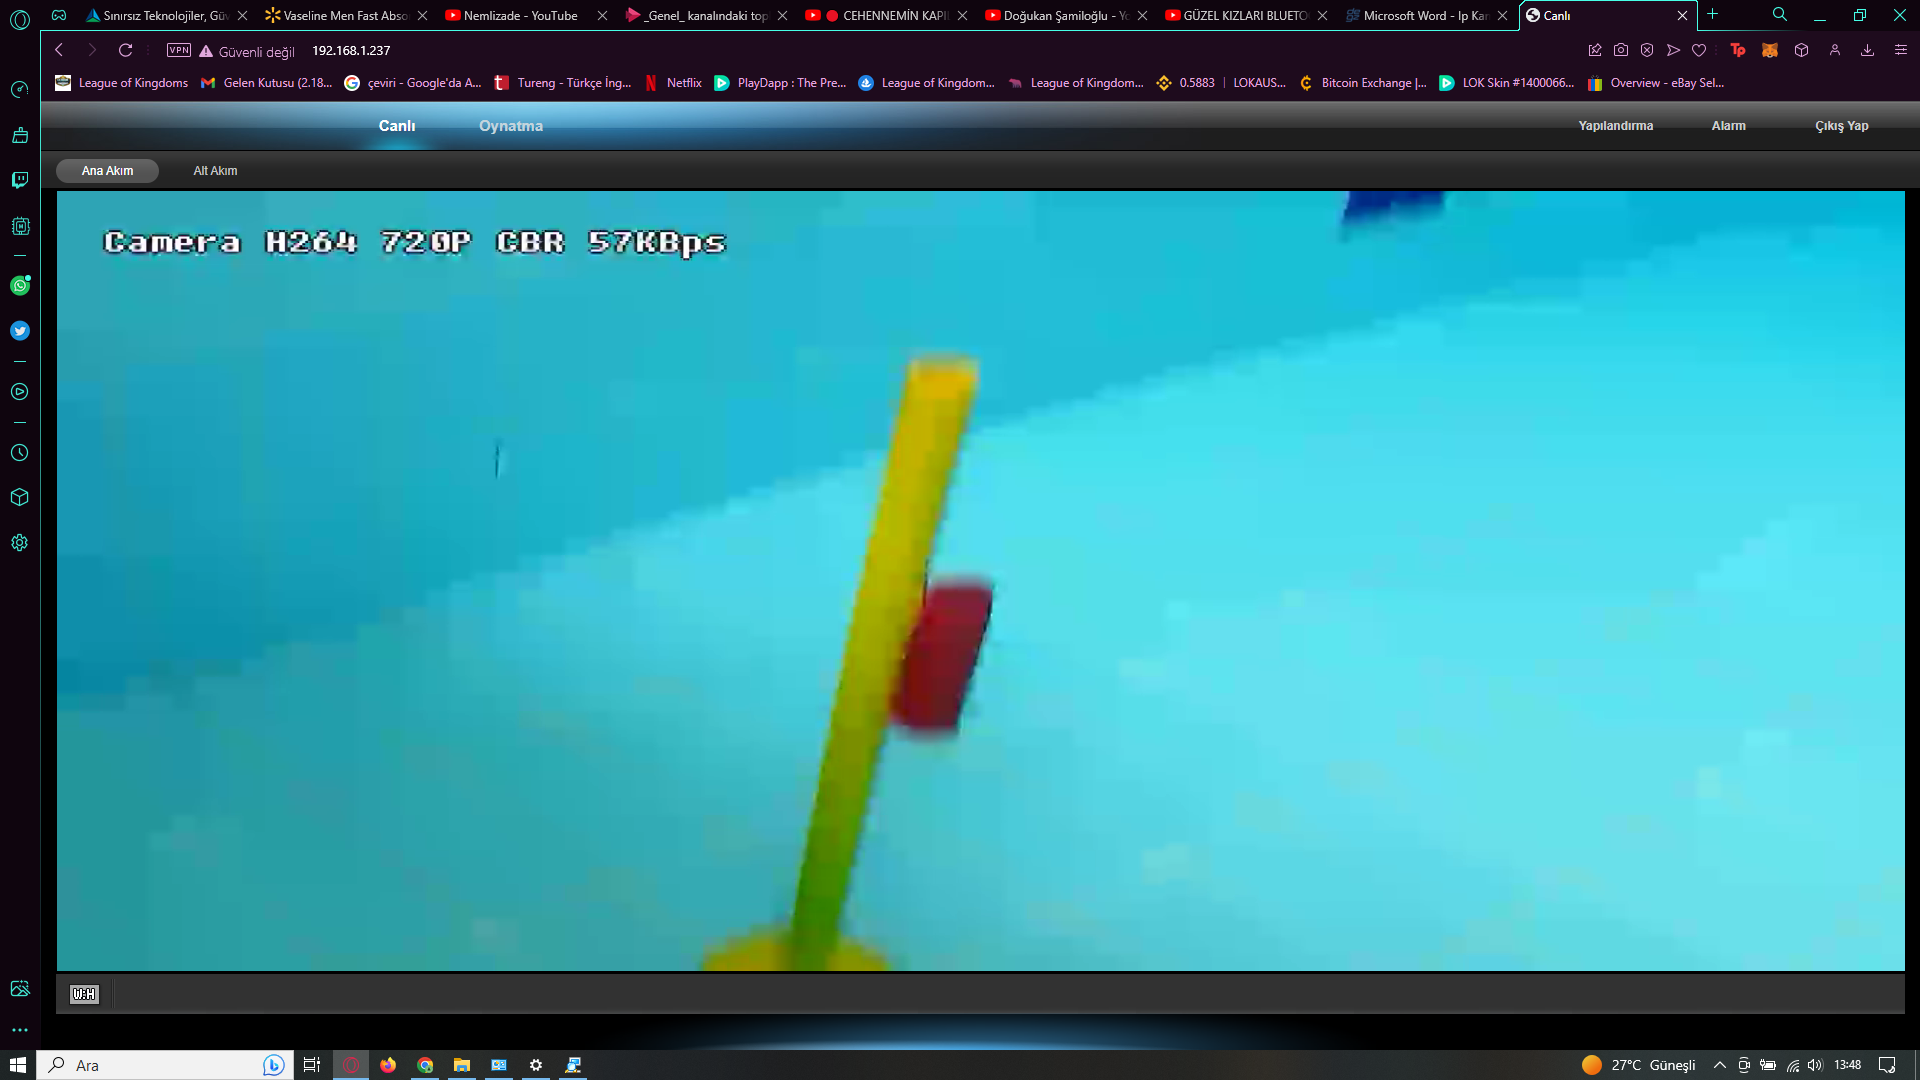 Sınırsız Teknolojiler, Gü
Vaseline Men Fast Abso
Nemlizade - YouTube
_Genel_ kanalındaki top
CEHENNEMİN KAPI
Doğukan Şamiloğlu - Yo
GÜZEL KIZLARI BLUETO
Microsoft Word - Ip Kam
Canlı
VPN
Güvenli değil
192.168.1.237
Tp
League of Kingdoms
Gelen Kutusu (2.18...
çeviri - Google'da A...
Tureng - Türkçe İng...
Netflix
PlayDapp : The Pre...
League of Kingdom...
League of Kingdom...
0.5883 | LOKAUS...
Bitcoin Exchange |...
LOK Skin #1400066...
Overview - eBay Sel...
Canlı
Oynatma
Yapılandırma
Alarm
Çıkış Yap
Ana Akım
Alt Akım
Camera H264 720P CBR 57KBps
W:H
Ara
27°C Güneşli
13:48